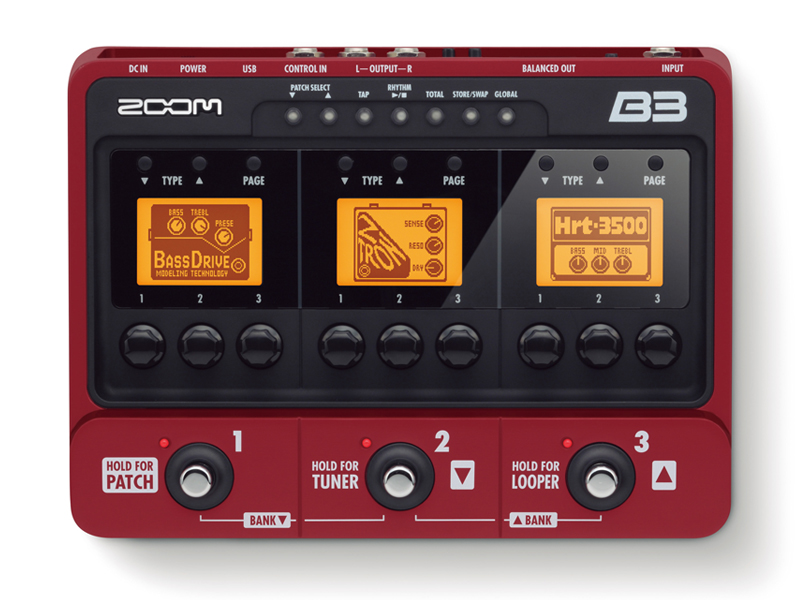 DC IN POWER USB CONTROL IN L—OUTPUT—R BALANCED OUT INPUT
ZOOM
PATCH SELECT ▼ ▲ TAP RHYTHM ▶/■ TOTAL STORE/SWAP GLOBAL
B3
▼ TYPE ▲ PAGE
▼ TYPE ▲ PAGE
▼ TYPE ▲ PAGE
BASS TREBL PRESE
BASSDRIVE
MODELING TECHNOLOGY
Z TRON
SENSE
RESO
DRY
Hrt-3500
BASS MID TREBL
1 2 3
1 2 3
1 2 3
1
HOLD FOR
PATCH
2
HOLD FOR
TUNER ▼
3
HOLD FOR
LOOPER ▲
BANK ▼
▲ BANK